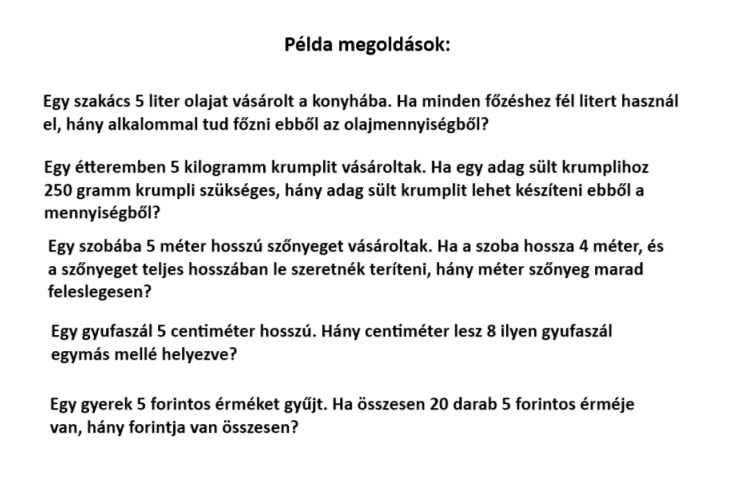 Példa megoldások:
Egy szakács 5 liter olajat vásárolt a konyhába. Ha minden főzéshez fél litert használ
el, hány alkalommal tud főzni ebből az olajmennyiségből?
Egy étteremben 5 kilogramm krumplit vásároltak. Ha egy adag sült krumplihoz
250 gramm krumpli szükséges, hány adag sült krumplit lehet készíteni ebből a
mennyiségből?
Egy szobába 5 méter hosszú szőnyeget vásároltak. Ha a szoba hossza 4 méter, és
a szőnyeget teljes hosszában le szeretnék teríteni, hány méter szőnyeg marad
feleslegesen?
Egy gyufaszál 5 centiméter hosszú. Hány centiméter lesz 8 ilyen gyufaszál
egymás mellé helyezve?
Egy gyerek 5 forintos érméket gyűjt. Ha összesen 20 darab 5 forintos érméje
van, hány forintja van összesen?